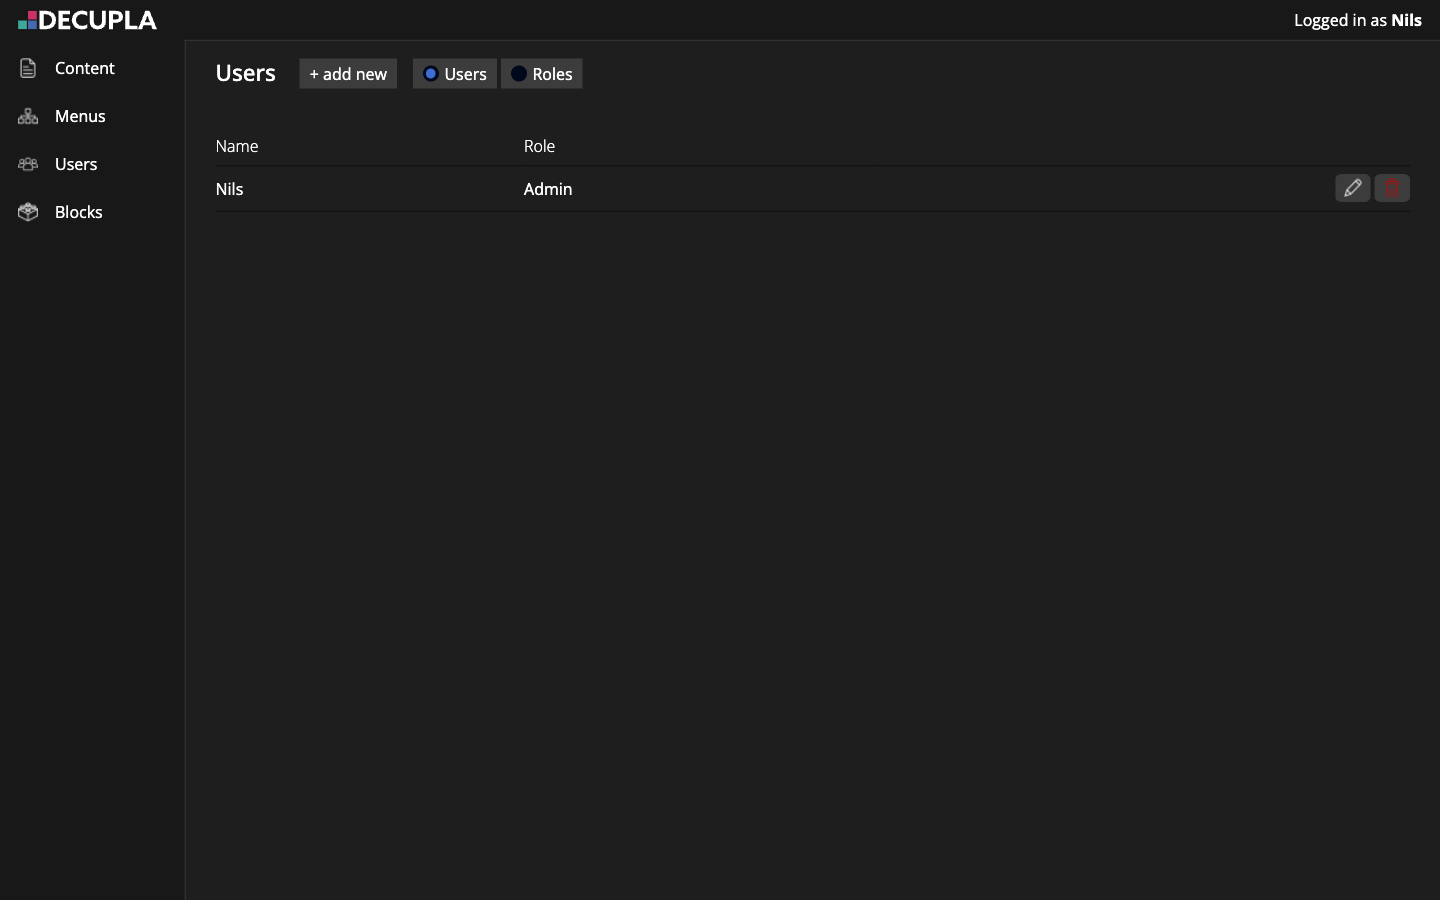 DECUPLA
Logged in as Nils
Content
Menus
Users
Blocks
Users + add new Users Roles
Name Role
Nils Admin